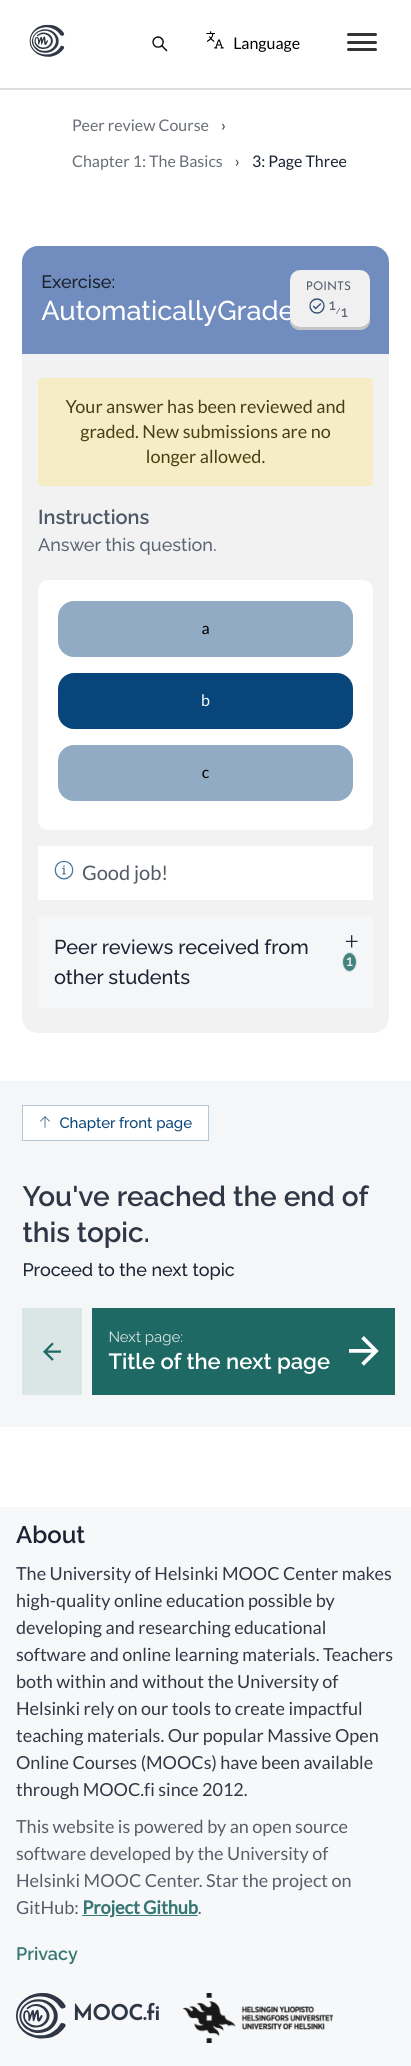 Language
Peer review Course ›
Chapter 1: The Basics › 3: Page Three
Exercise:
AutomaticallyGrade
POINTS
1/1
Your answer has been reviewed and
graded. New submissions are no
longer allowed.
Instructions
Answer this question.
a
b
c
Good job!
Peer reviews received from
other students
+
1
Chapter front page
You've reached the end of
this topic.
Proceed to the next topic
Next page:
Title of the next page
About
The University of Helsinki MOOC Center makes
high-quality online education possible by
developing and researching educational
software and online learning materials. Teachers
both within and without the University of
Helsinki rely on our tools to create impactful
teaching materials. Our popular Massive Open
Online Courses (MOOCs) have been available
through MOOC.fi since 2012.
This website is powered by an open source
software developed by the University of
Helsinki MOOC Center. Star the project on
GitHub: Project Github.
Privacy
MOOC.fi
HELSINGIN YLIOPISTO
HELSINGFORS UNIVERSITET
UNIVERSITY OF HELSINKI